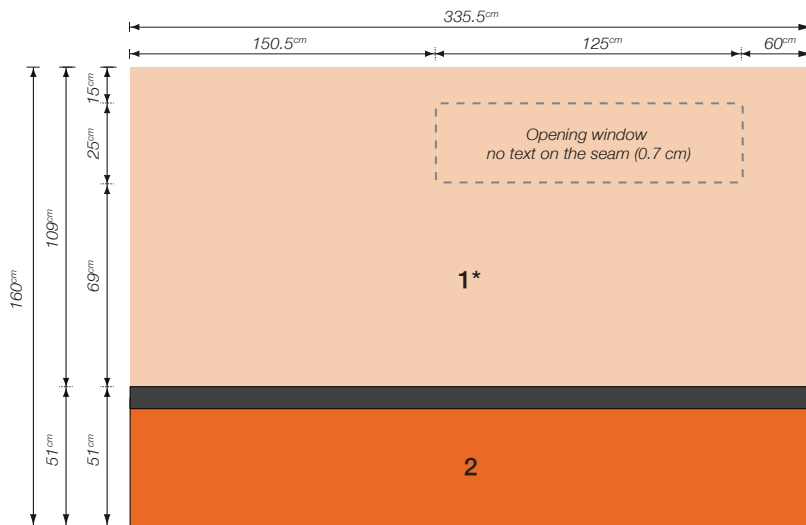 335.5cm
150.5cm
125cm
60cm
15cm
25cm
69cm
109cm
160cm
51cm
51cm
Opening window
no text on the seam (0.7 cm)
1*
2